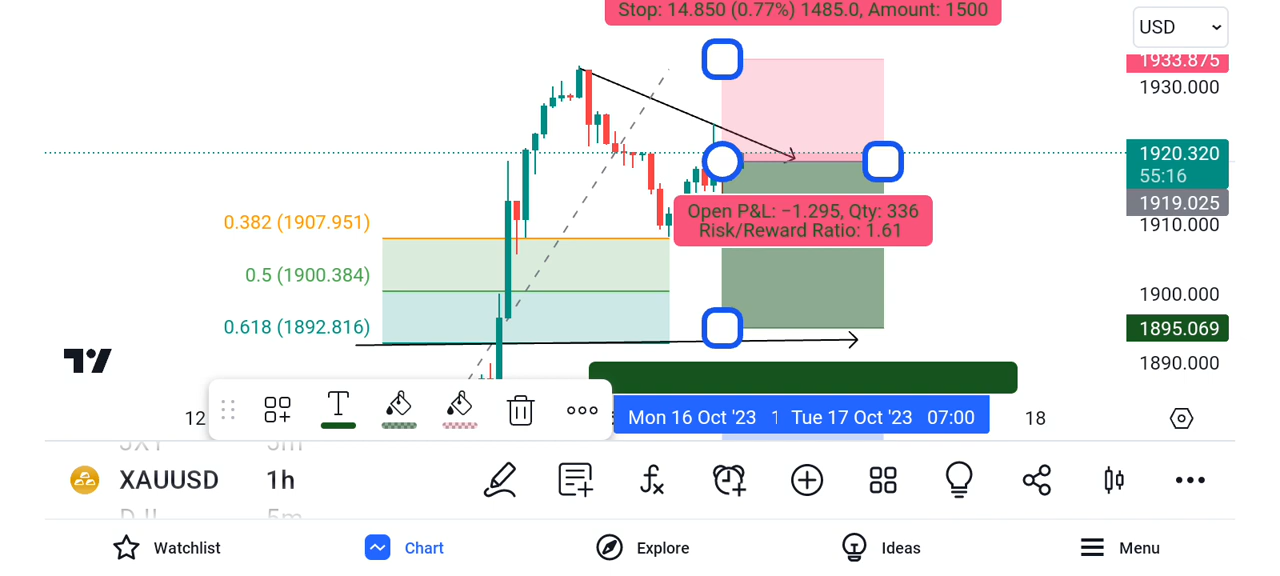 Stop: 14.850 (0.77%) 1485.0, Amount: 1500
USD
1933.875
1930.000
1920.320
55:16
1919.025
Open P&L: −1.295, Qty: 336
Risk/Reward Ratio: 1.61
0.382 (1907.951)
1910.000
0.5 (1900.384)
1900.000
0.618 (1892.816)
1895.069
1890.000
12
T
Mon 16 Oct '23 1
Tue 17 Oct '23 07:00
18
XAUUSD 1h
5m
Watchlist
Chart
Explore
Ideas
Menu